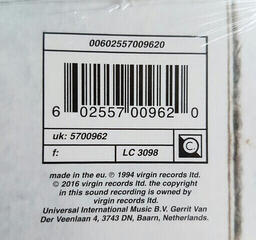 00602557009620
6 02557 00962 0
uk: 5700962
f: LC 3098
made in the eu. ℗ 1994 virgin records ltd.
© 2016 virgin records ltd. the copyright
in this sound recording is owned by
virgin records ltd.
Universal International Music B.V. Gerrit Van
Der Veenlaan 4, 3743 DN, Baarn, Netherlands.